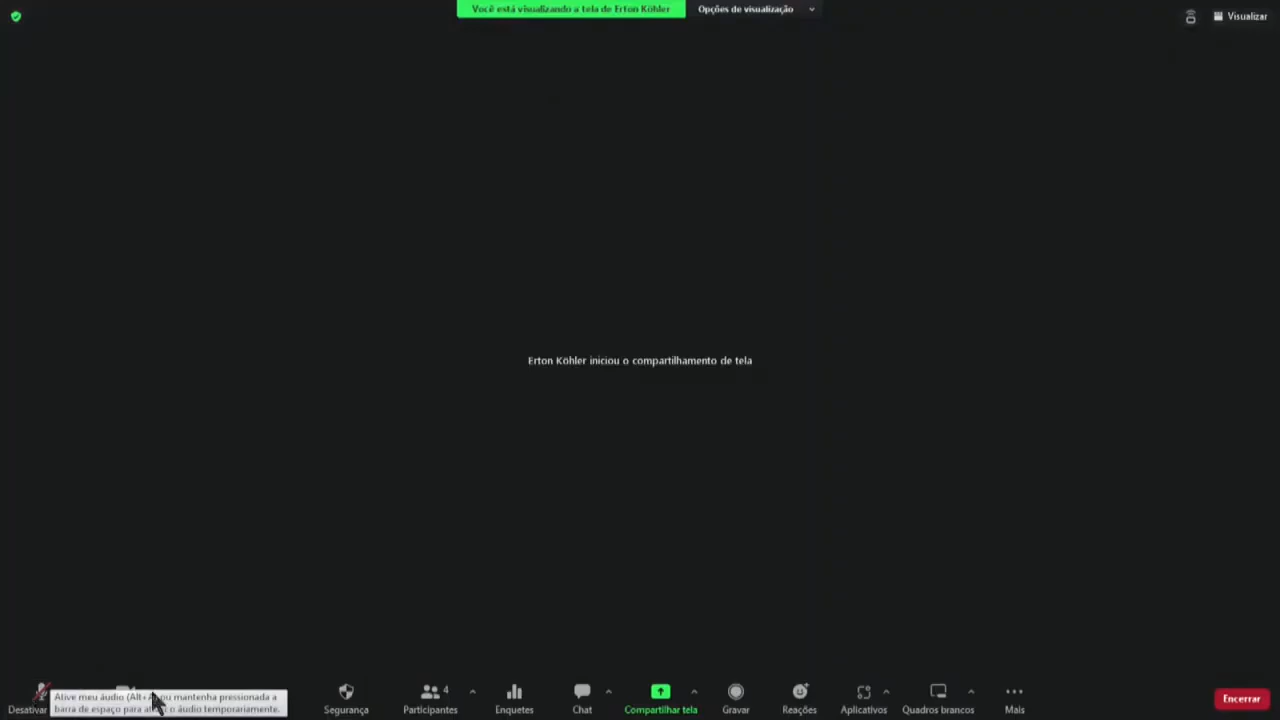 Você está visualizando a tela de Erton Köhler
Opções de visualização
Visualizar
Erton Köhler iniciou o compartilhamento de tela
Desativar
Ative meu áudio (Alt+A) ou mantenha pressionada a
barra de espaço para o áudio temporariamente.
Segurança
Participantes
4
Enquetes
Chat
Compartilhar tela
Gravar
Reações
Aplicativos
Quadros brancos
Mais
Encerrar